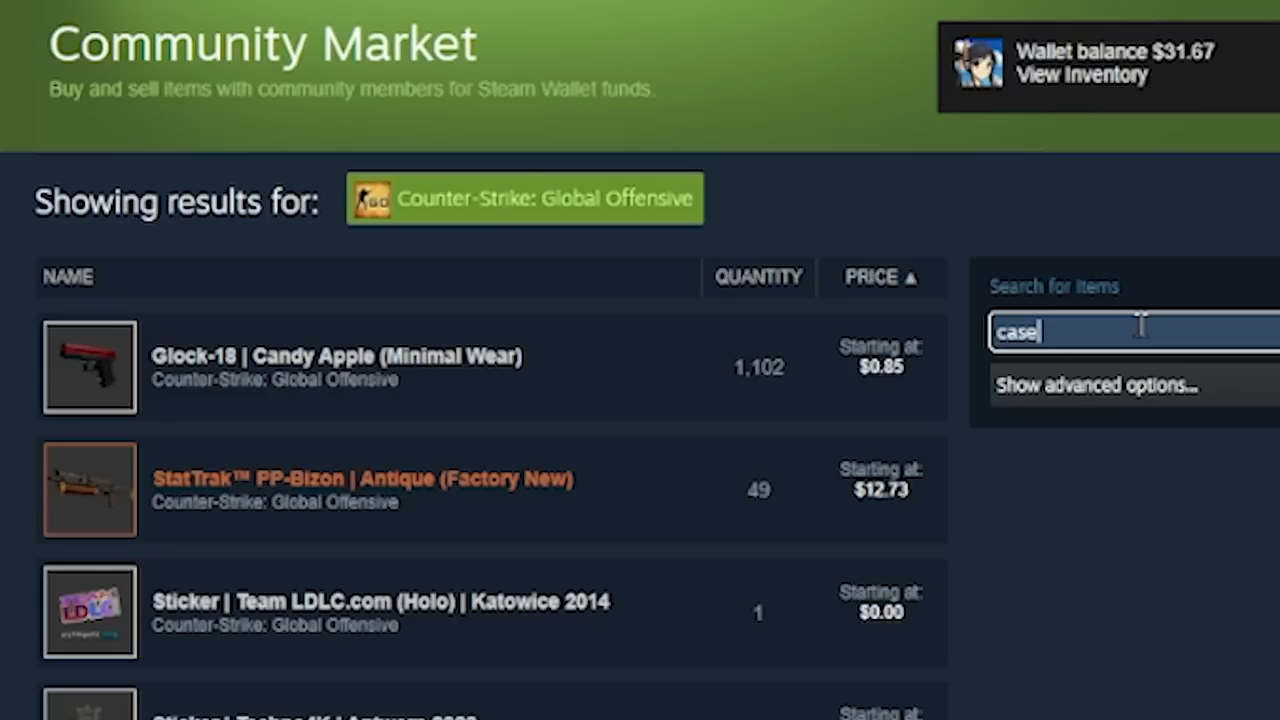 Community Market
Buy and sell items with community members for Steam Wallet funds.
Wallet balance $31.67
View Inventory
Showing results for:
Counter-Strike: Global Offensive
NAME
QUANTITY
PRICE ▲
Search for Items
case
Show advanced options...
Glock-18 | Candy Apple (Minimal Wear)
Counter-Strike: Global Offensive
1,102
Starting at:
$0.85
StatTrak™ PP-Bizon | Antique (Factory New)
Counter-Strike: Global Offensive
49
Starting at:
$12.73
Sticker | Team LDLC.com (Holo) | Katowice 2014
Counter-Strike: Global Offensive
1
Starting at:
$0.00
Starting at: